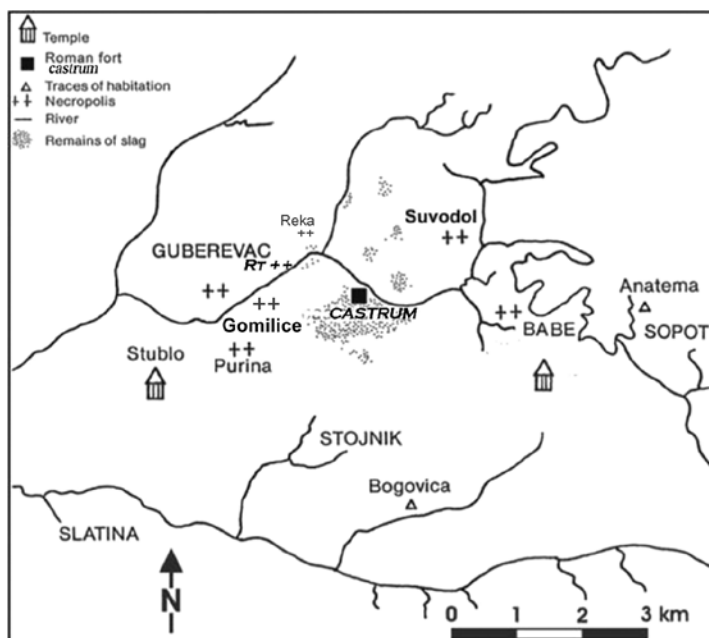 Temple
Roman fort
castrum
Traces of habitation
Necropolis
River
Remains of slag
Reka
Suvodol
GUBEREVAC
RT
Anatema
CASTRUM
Gomilice
BABE
SOPOT
Stublo
Purina
STOJNIK
Bogovica
SLATINA
N
0 1 2 3 km